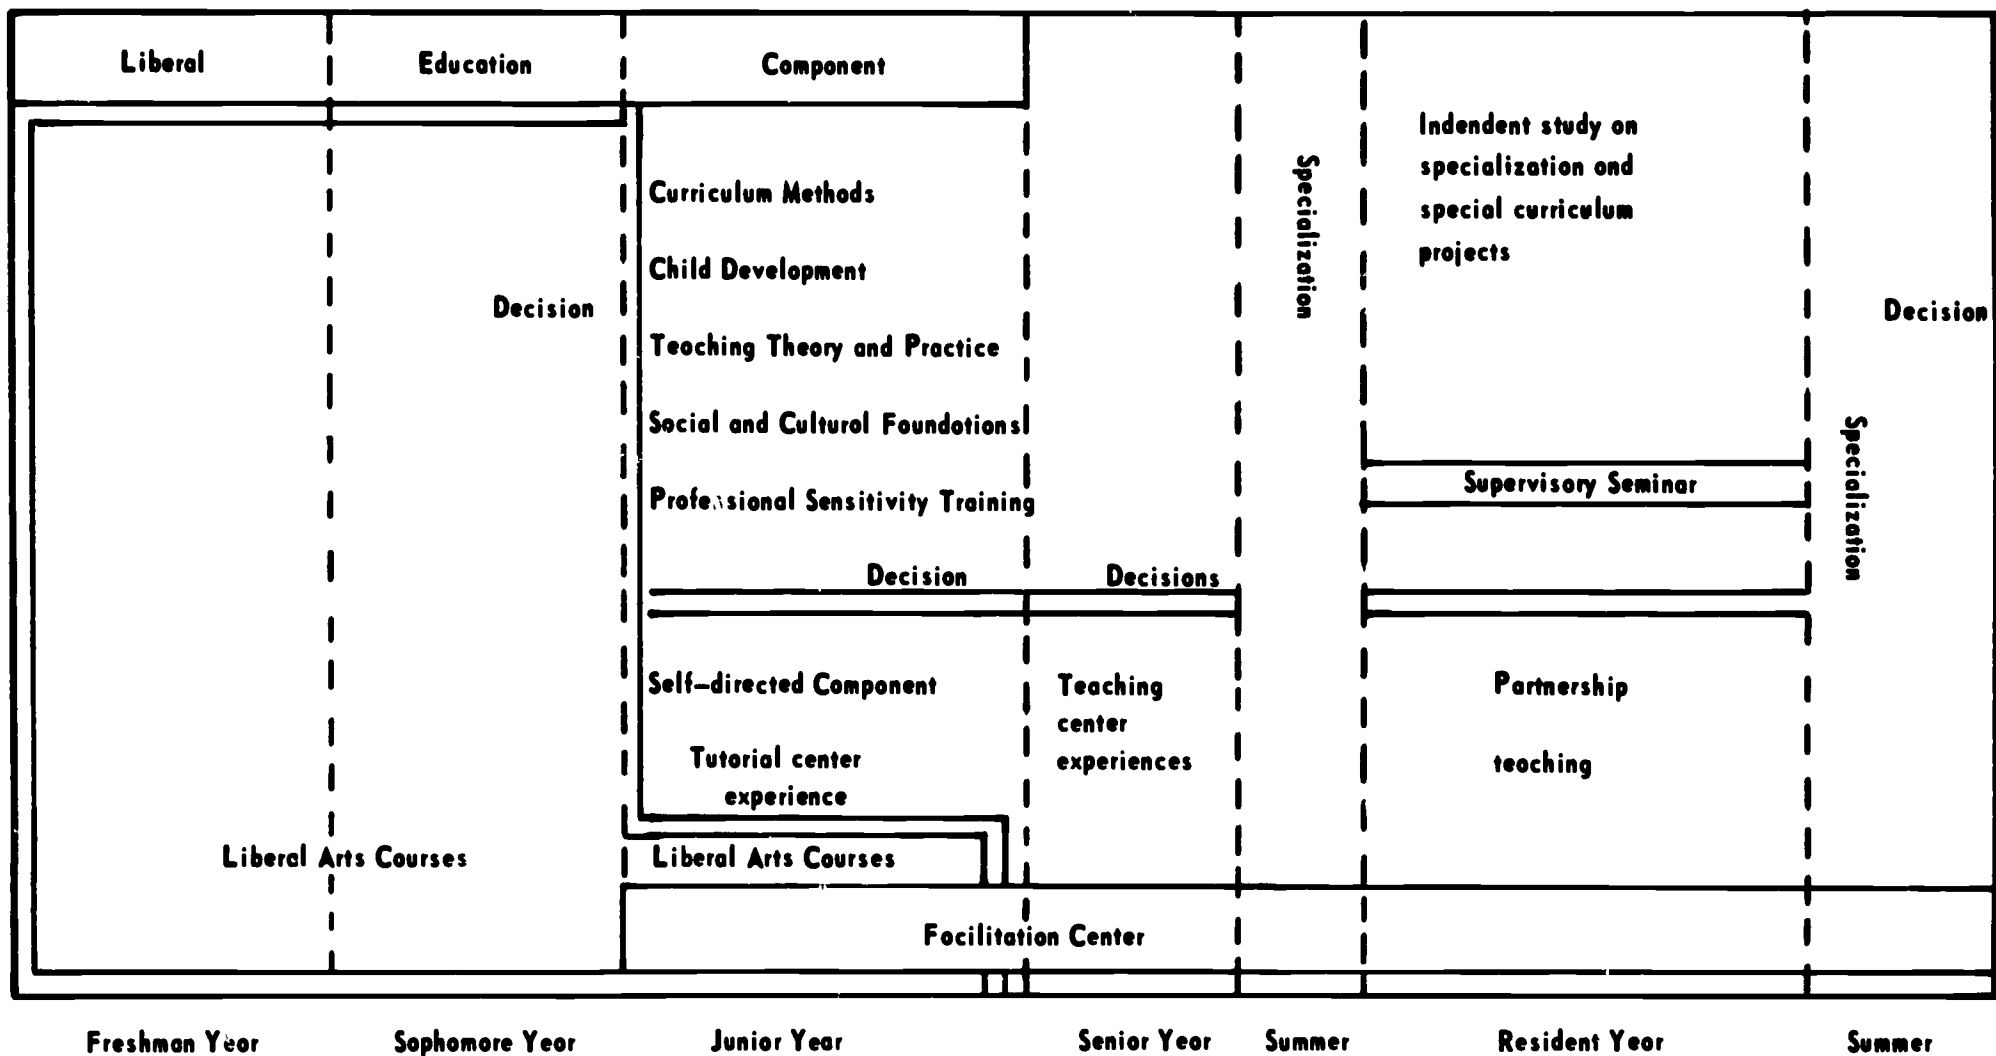 Liberal
Education
Component
Indendent study on
specialization and
special curriculum
projects
Specialization
Curriculum Methods
Child Development
Decision
Decision
Teaching Theory and Practice
Social and Cultural Foundations
Specialization
Supervisory Seminar
Professional Sensitivity Training
Decision
Decisions
Self-directed Component
Teaching
center
experiences
Partnership
teaching
Tutorial center
experience
Liberal Arts Courses
Liberal Arts Courses
Facilitation Center
Freshman Year
Sophomore Year
Junior Year
Senior Year
Summer
Resident Year
Summer